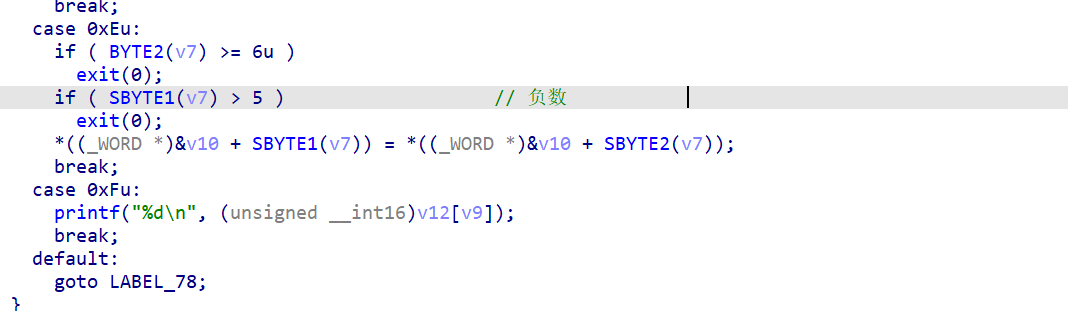 break;
case 0xEu:
if ( BYTE2(v7) >= 6u )
exit(0);
if ( SBYTE1(v7) > 5 ) // 负数
exit(0);
*((_WORD *)&v10 + SBYTE1(v7)) = *((_WORD *)&v10 + SBYTE2(v7));
break;
case 0xFu:
printf("%d\n", (unsigned __int16)v12[v9]);
break;
default:
goto LABEL_78;
}